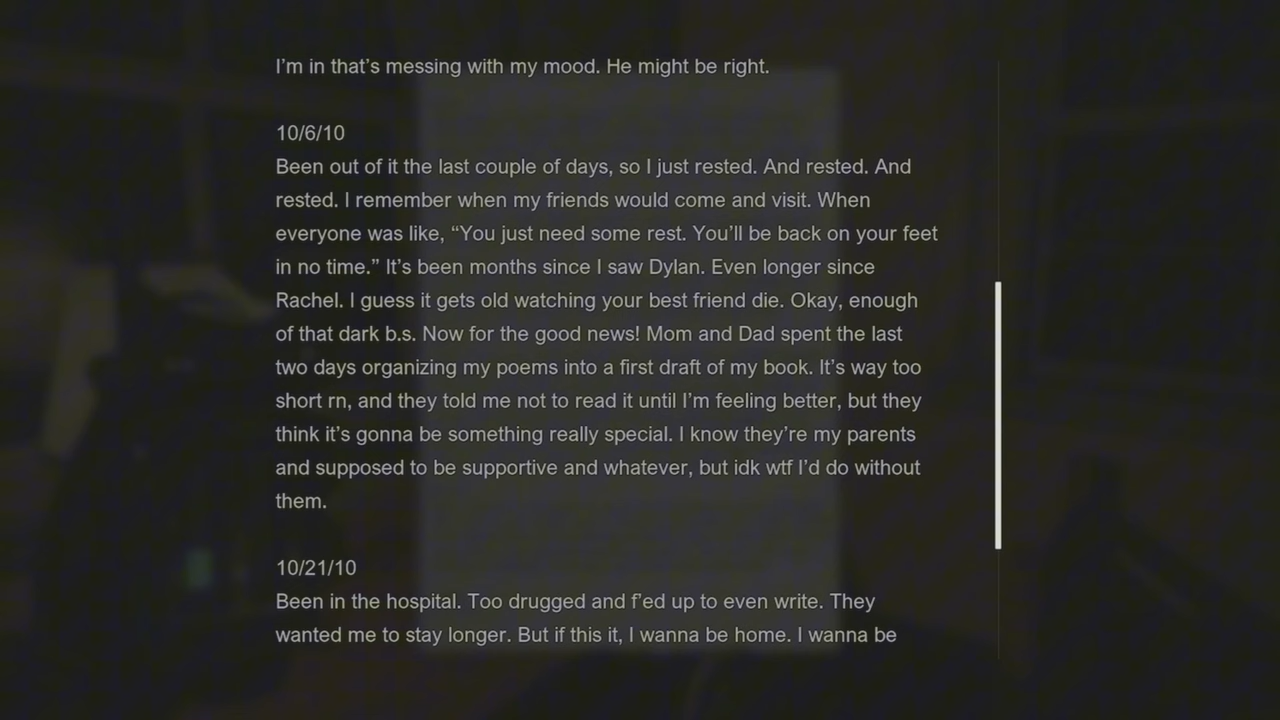 I’m in that’s messing with my mood. He might be right.
10/6/10
Been out of it the last couple of days, so I just rested. And rested. And
rested. I remember when my friends would come and visit. When
everyone was like, “You just need some rest. You’ll be back on your feet
in no time.” It’s been months since I saw Dylan. Even longer since
Rachel. I guess it gets old watching your best friend die. Okay, enough
of that dark b.s. Now for the good news! Mom and Dad spent the last
two days organizing my poems into a first draft of my book. It’s way too
short rn, and they told me not to read it until I’m feeling better, but they
think it’s gonna be something really special. I know they’re my parents
and supposed to be supportive and whatever, but idk wtf I’d do without
them.
10/21/10
Been in the hospital. Too drugged and f’ed up to even write. They
wanted me to stay longer. But if this it, I wanna be home. I wanna be